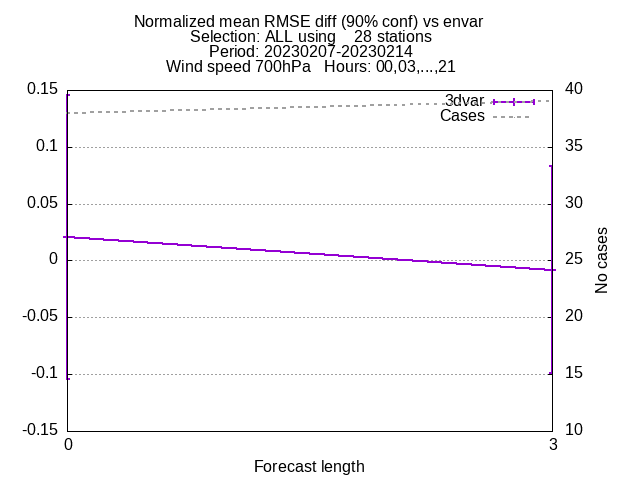 Normalized mean RMSE diff (90% conf) vs envar
Selection: ALL using    28 stations
Period: 20230207-20230214
Wind speed 700hPa   Hours: 00,03,...,21
0.15
0.1
0.05
0
-0.05
-0.1
-0.15
40
35
30
25
20
15
10
3dvar
Cases
No cases
0
3
Forecast length